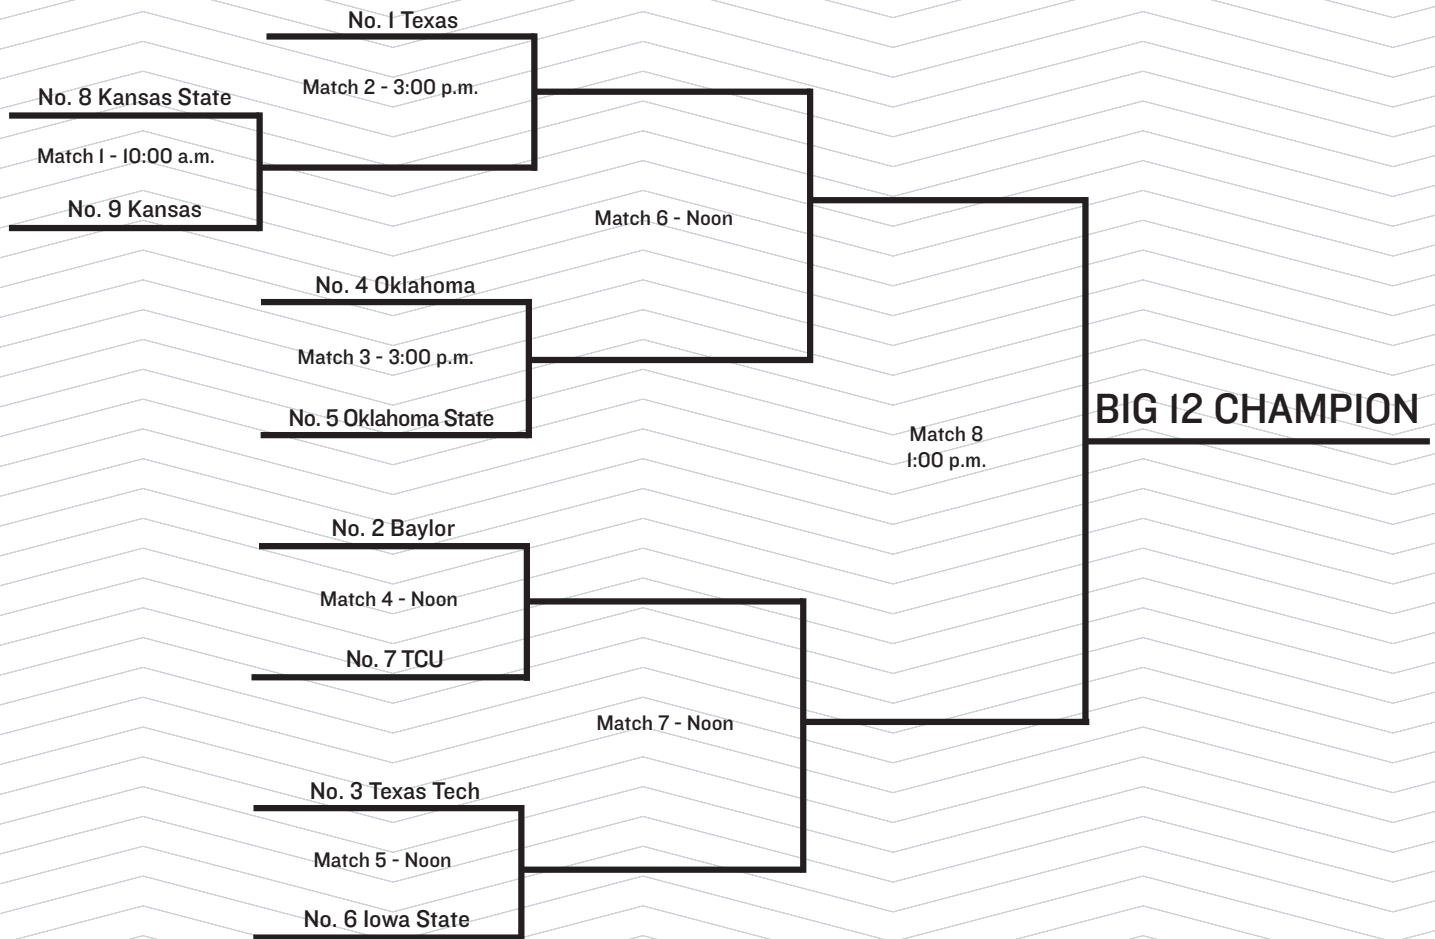 No. 1 Texas
Match 2 - 3:00 p.m.
No. 8 Kansas State
Match 1 - 10:00 a.m.
No. 9 Kansas
Match 6 - Noon
No. 4 Oklahoma
Match 3 - 3:00 p.m.
No. 5 Oklahoma State
BIG 12 CHAMPION
Match 8
1:00 p.m.
No. 2 Baylor
Match 4 - Noon
No. 7 TCU
Match 7 - Noon
No. 3 Texas Tech
Match 5 - Noon
No. 6 Iowa State